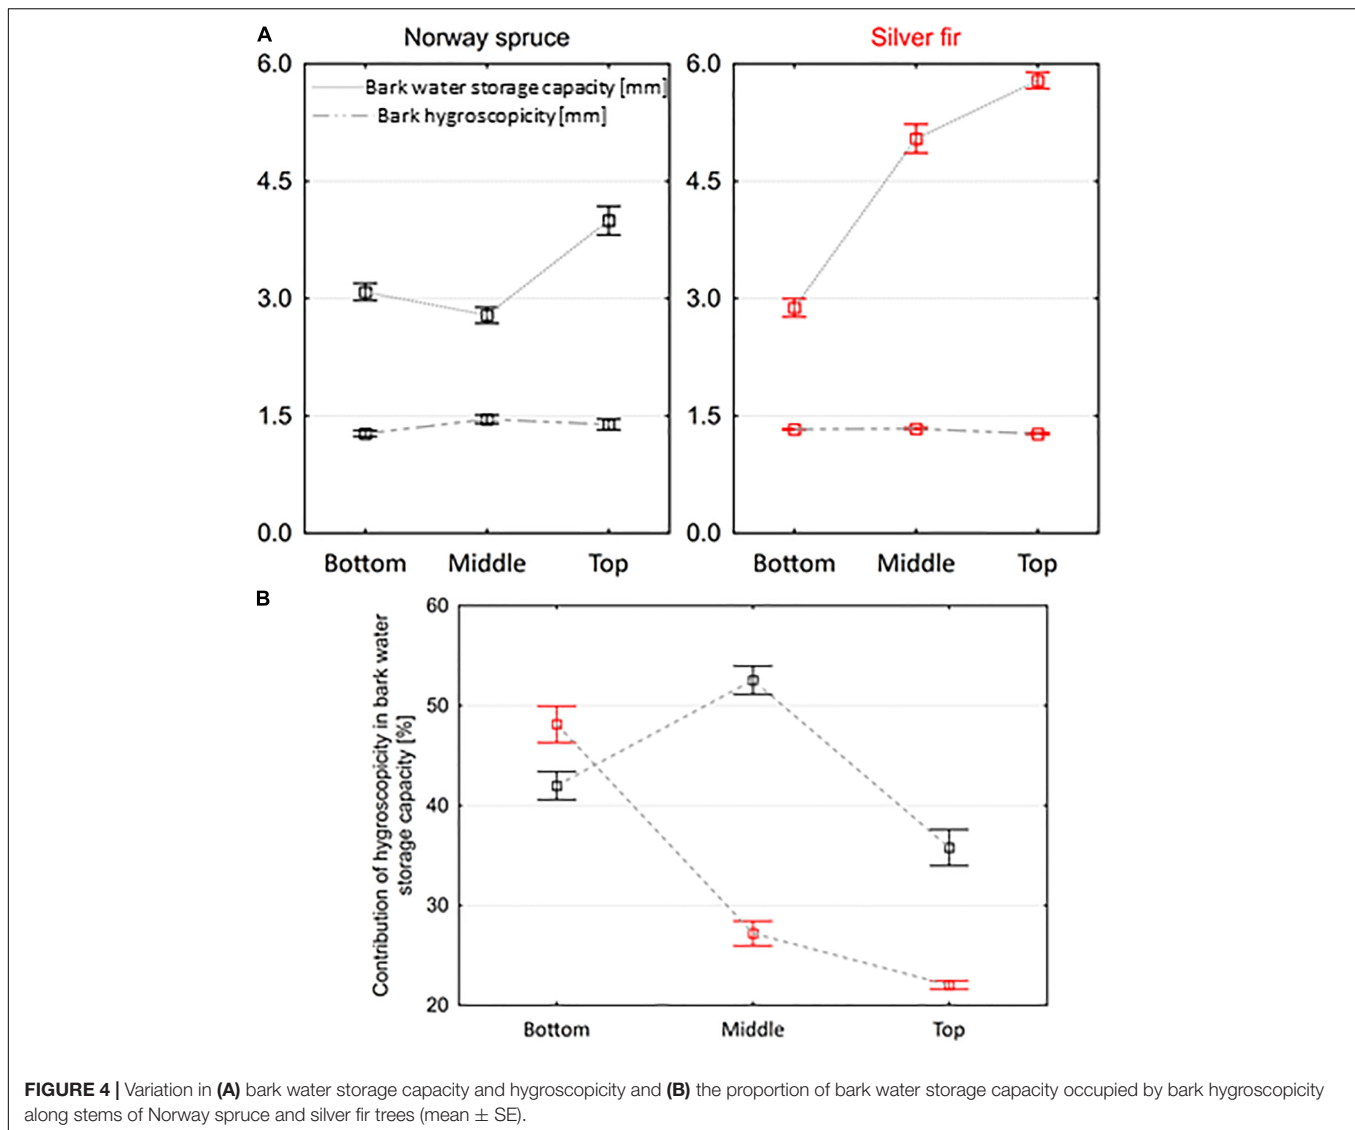 A
Norway spruce
Silver fir
6.0
4.5
3.0
1.5
0.0
Bark water storage capacity [mm]
Bark hygroscopicity [mm]
Bottom Middle Top
6.0
4.5
3.0
1.5
0.0
Bottom Middle Top
B
Contribution of hygroscopicity in bark water
storage capacity [%]
60
50
40
30
20
Bottom Middle Top
FIGURE 4 | Variation in (A) bark water storage capacity and hygroscopicity and (B) the proportion of bark water storage capacity occupied by bark hygroscopicity
along stems of Norway spruce and silver fir trees (mean ± SE).